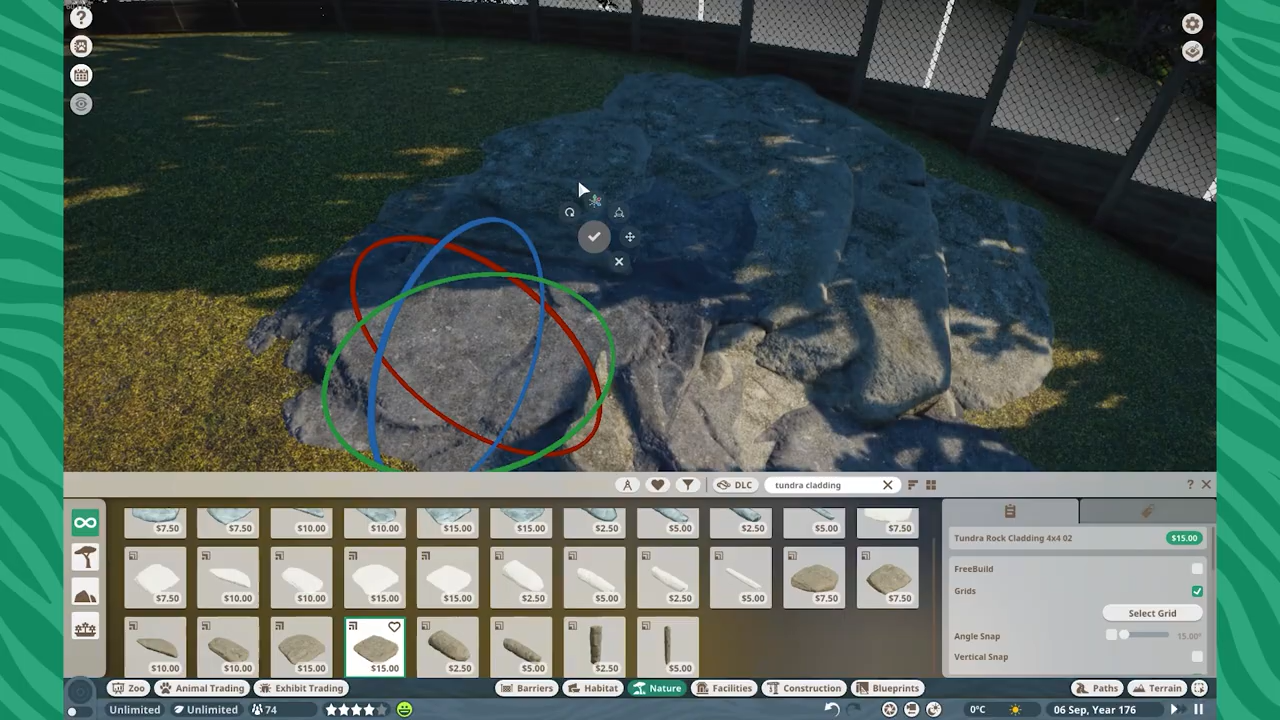 ?
DLC
tundra cladding
?
$7.50 $7.50 $10.00 $10.00 $15.00 $15.00 $2.50 $5.00 $2.50 $5.00 $7.50
$7.50 $10.00 $10.00 $15.00 $15.00 $2.50 $5.00 $2.50 $5.00 $7.50 $7.50
$10.00 $10.00 $15.00 $15.00 $2.50 $5.00 $2.50 $5.00
Tundra Rock Cladding 4x4 02 $15.00
FreeBuild
Grids
Select Grid
Angle Snap 15.00°
Vertical Snap
Zoo Animal Trading Exhibit Trading Barriers Habitat Nature Facilities Construction Blueprints Paths Terrain
Unlimited Unlimited 74 0°C 06 Sep, Year 176